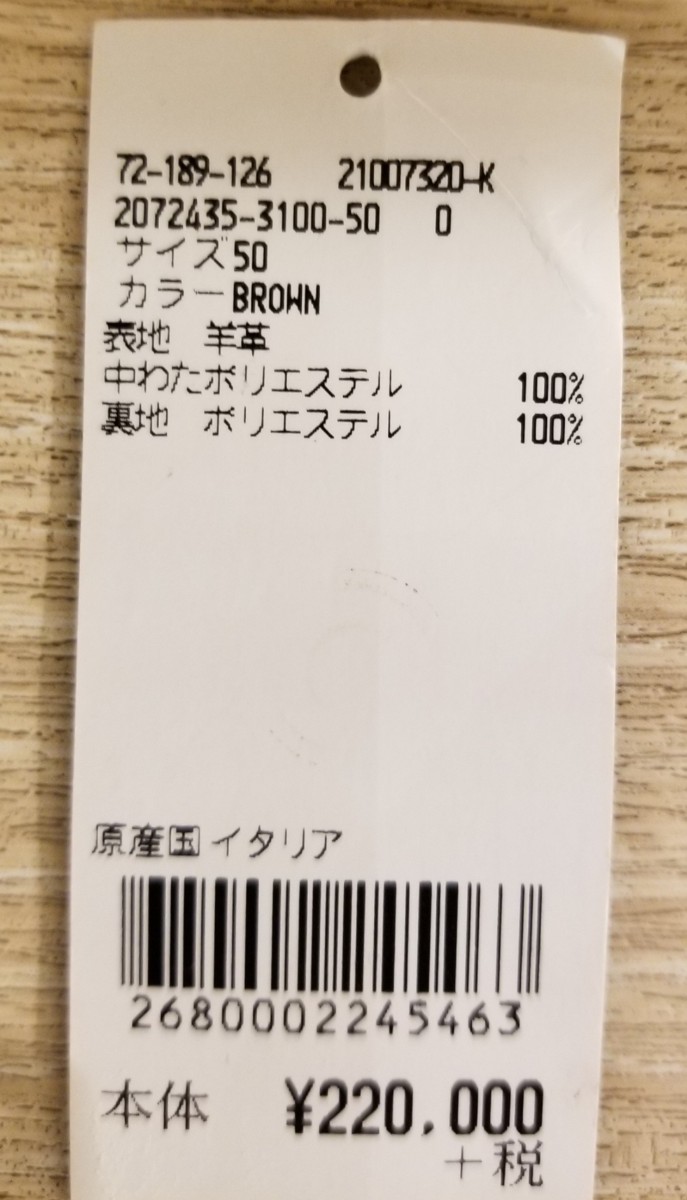 72-189-126 21007320-K
2072435-3100-50 0
サイズ50
カラーBROWN
表地 羊革
中わたポリエステル 100%
裏地 ポリエステル 100%
原産国イタリア
2680002245463
本体 ¥220,000
+税